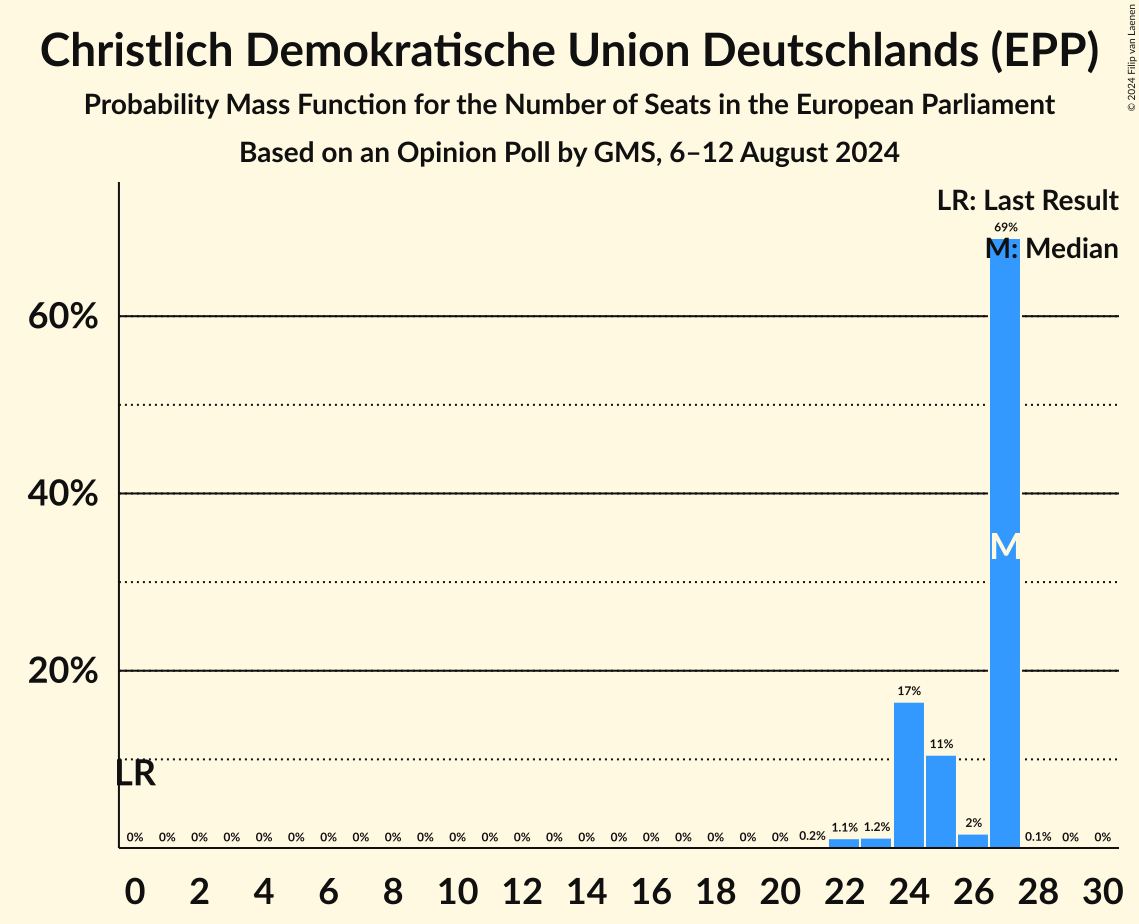 Christlich Demokratische Union Deutschlands (EPP)
Probability Mass Function for the Number of Seats in the European Parliament
Based on an Opinion Poll by GMS, 6–12 August 2024
© 2024 Filip van Laenen
LR: Last Result
69%
M: Median
60%
40%
M
20%
17%
11%
LR
0% 0% 0% 0% 0% 0% 0% 0% 0% 0% 0% 0% 0% 0% 0% 0% 0% 0% 0% 0% 0% 0.2% 1.1% 1.2% 2% 0.1% 0% 0%
0 2 4 6 8 10 12 14 16 18 20 22 24 26 28 30